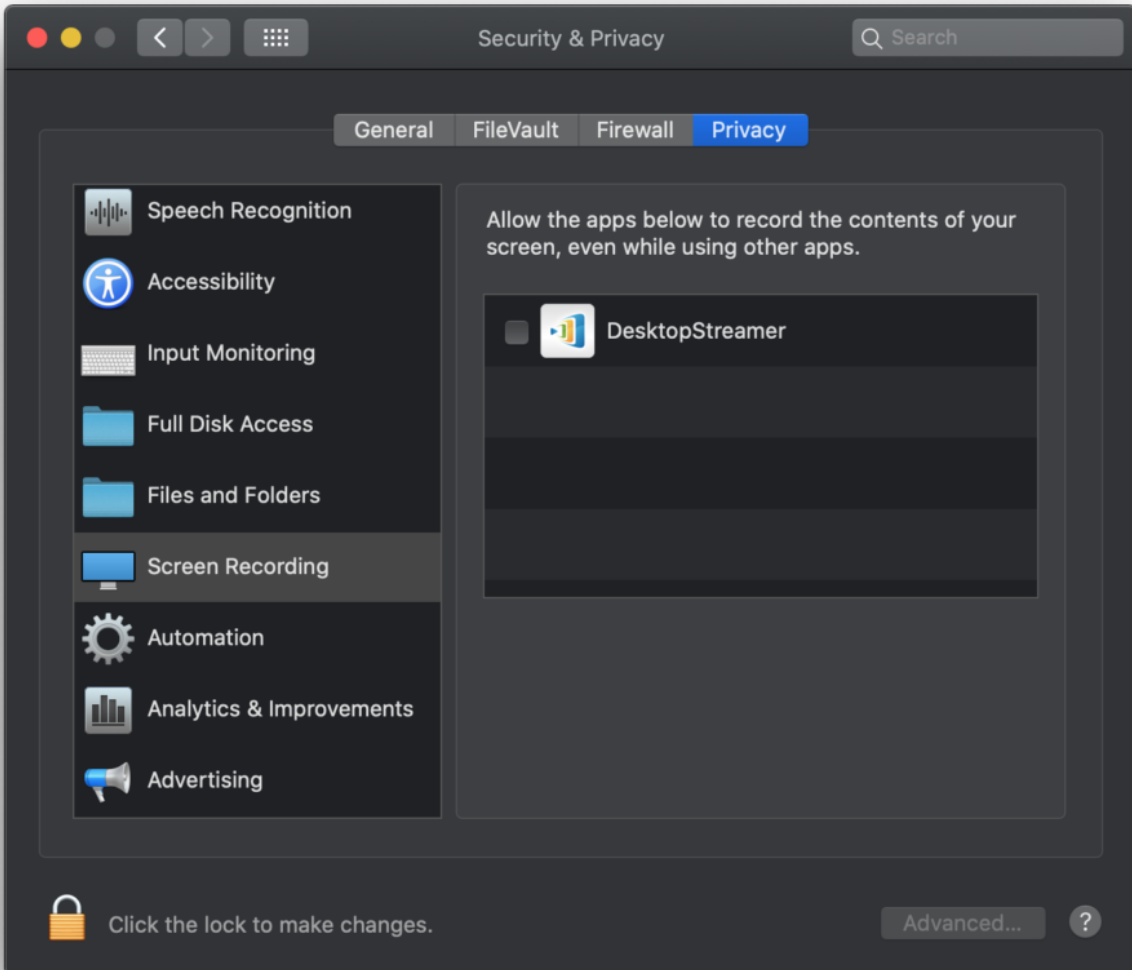 Security & Privacy
Search
General
FileVault
Firewall
Privacy
Speech Recognition
Accessibility
Input Monitoring
Full Disk Access
Files and Folders
Screen Recording
Automation
Analytics & Improvements
Advertising
Allow the apps below to record the contents of your
screen, even while using other apps.
DesktopStreamer
Click the lock to make changes.
Advanced...
?